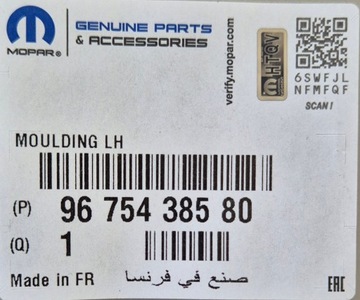 MOPAR®
GENUINE PARTS
& ACCESSORIES
verify.mopar.com
HTQV
6SWFJL
NFMFQF
SCAN!
MOULDING LH
(P) 96 754 385 80
(Q) 1
Made in FR صنع في فرنسا EAC